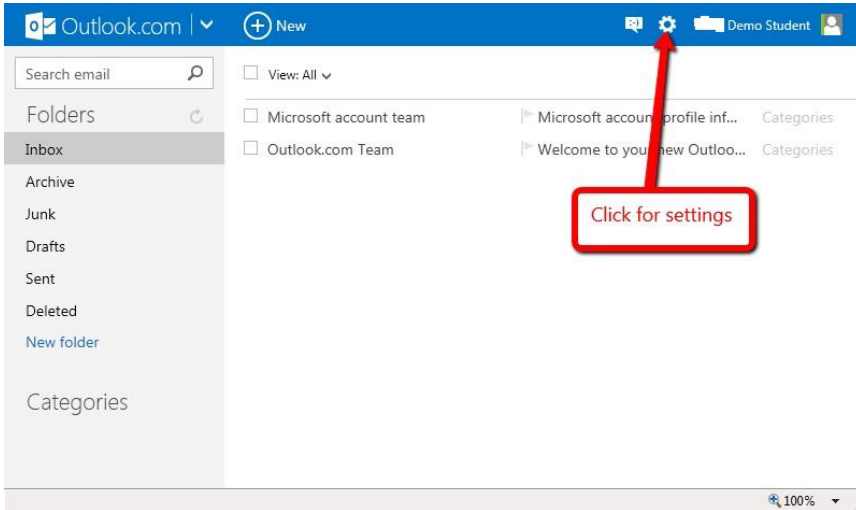 Outlook.com
New
Demo Student
Search email
View: All
Folders
Microsoft account team
Microsoft account profile inf...
Categories
Inbox
Outlook.com Team
Welcome to your new Outloo...
Categories
Archive
Junk
Click for settings
Drafts
Sent
Deleted
New folder
Categories
100%